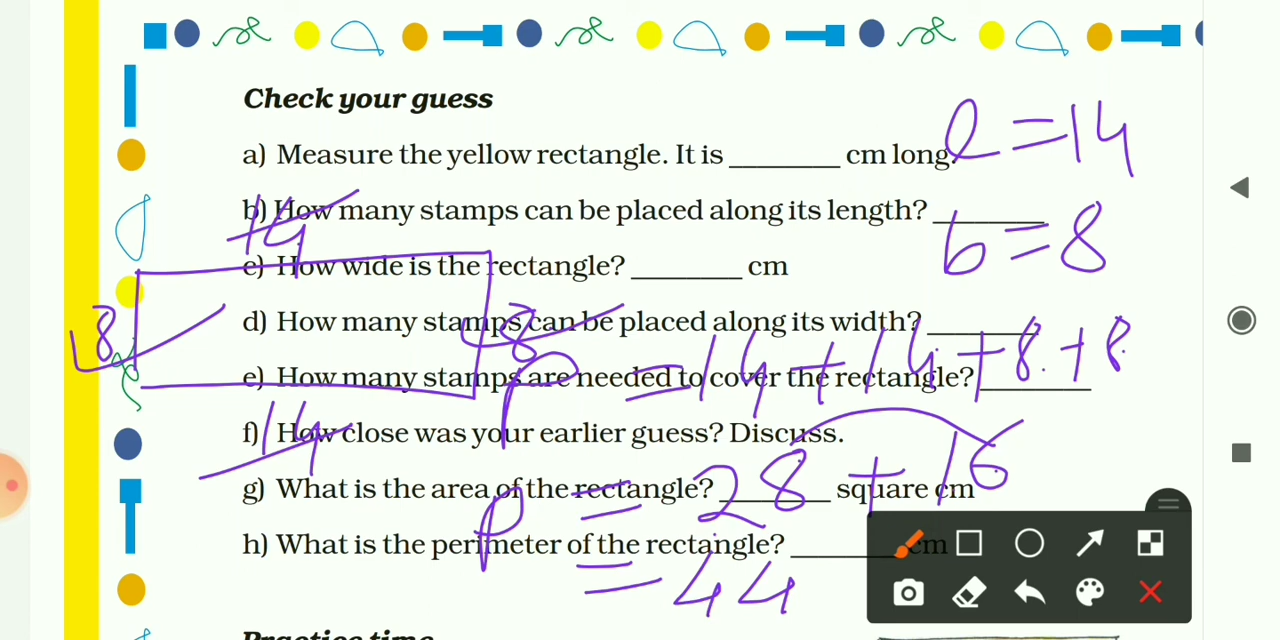 Check your guess
a) Measure the yellow rectangle. It is ________ cm long.
l = 14
b) How many stamps can be placed along its length? ________
14
b = 8
c) How wide is the rectangle? ________ cm
8
d) How many stamps can be placed along its width? ________
8
p = 14 + 14 + 8 + 8
e) How many stamps are needed to cover the rectangle? ________
f) How close was your earlier guess? Discuss.
14
g) What is the area of the rectangle? ________ square cm
p = 28 + 16
h) What is the perimeter of the rectangle? ________ cm
= 44
Practice time